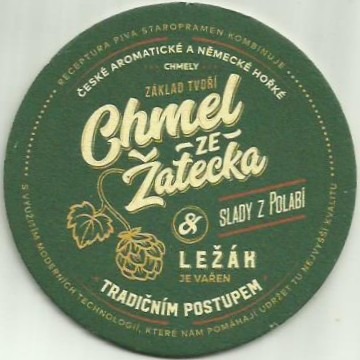 RECEPTURA PIVA STAROPRAMEN KOMBINUJE
ČESKÉ AROMATICKÉ A NĚMECKÉ HOŘKÉ
CHMELY
ZÁKLAD TVOŘÍ
Chmel
ZE
Žatecka
& SLADY Z POLABÍ
LEŽÁK
JE VAŘEN
TRADIČNÍM POSTUPEM
S VYUŽITÍM MODERNÍCH TECHNOLOGIÍ, KTERÉ NÁM POMÁHAJÍ UDRŽET TU NEJVYŠŠÍ KVALITU